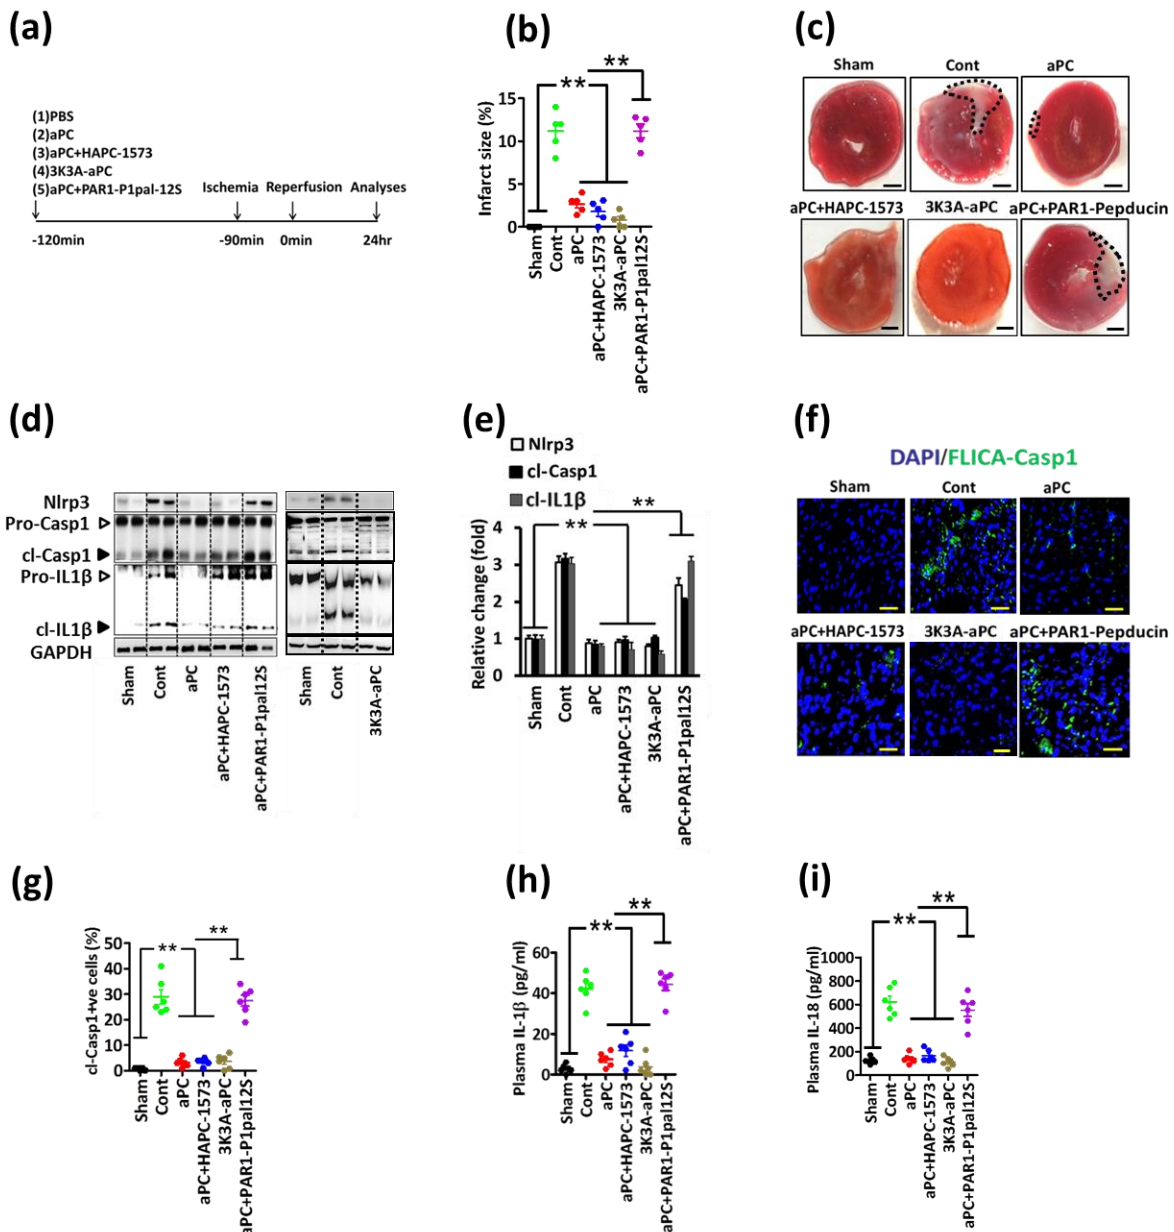 (a)
(1)PBS
(2)aPC
(3)aPC+HAPC-1573
(4)3K3A-aPC
(5)aPC+PAR1-P1pal-12S
Ischemia Reperfusion Analyses
-120min -90min 0min 24hr
(b)
**
**
Infarct size (%)
15
10
5
0
Sham
Cont
aPC
aPC+HAPC-1573
3K3A-aPC
aPC+PAR1-P1pal12S
(c)
Sham Cont aPC
aPC+HAPC-1573 3K3A-aPC aPC+PAR1-Pepducin
(d)
Nlrp3
Pro-Casp1
cl-Casp1
Pro-IL1β
cl-IL1β
GAPDH
Sham
Cont
aPC
aPC+HAPC-1573
aPC+PAR1-P1pal12S
Sham
Cont
3K3A-aPC
(e)
Nlrp3
cl-Casp1
cl-IL1β
**
**
Relative change (fold)
4
3
2
1
0
Sham
Cont
aPC
aPC+HAPC-1573
3K3A-aPC
aPC+PAR1-P1pal12S
(f)
DAPI/FLICA-Casp1
Sham Cont aPC
aPC+HAPC-1573 3K3A-aPC aPC+PAR1-Pepducin
(g)
**
**
cl-Casp1+ve cells (%)
50
40
30
20
10
0
Sham
Cont
aPC
aPC+HAPC-1573
3K3A-aPC
aPC+PAR1-P1pal12S
(h)
**
**
Plasma IL-1β (pg/ml)
60
40
20
0
Sham
Cont
aPC
aPC+HAPC-1573
3K3A-aPC
aPC+PAR1-P1pal12S
(i)
**
**
Plasma IL-18 (pg/ml)
1000
800
600
400
200
0
Sham
Cont
aPC
aPC+HAPC-1573
3K3A-aPC
aPC+PAR1-P1pal12S